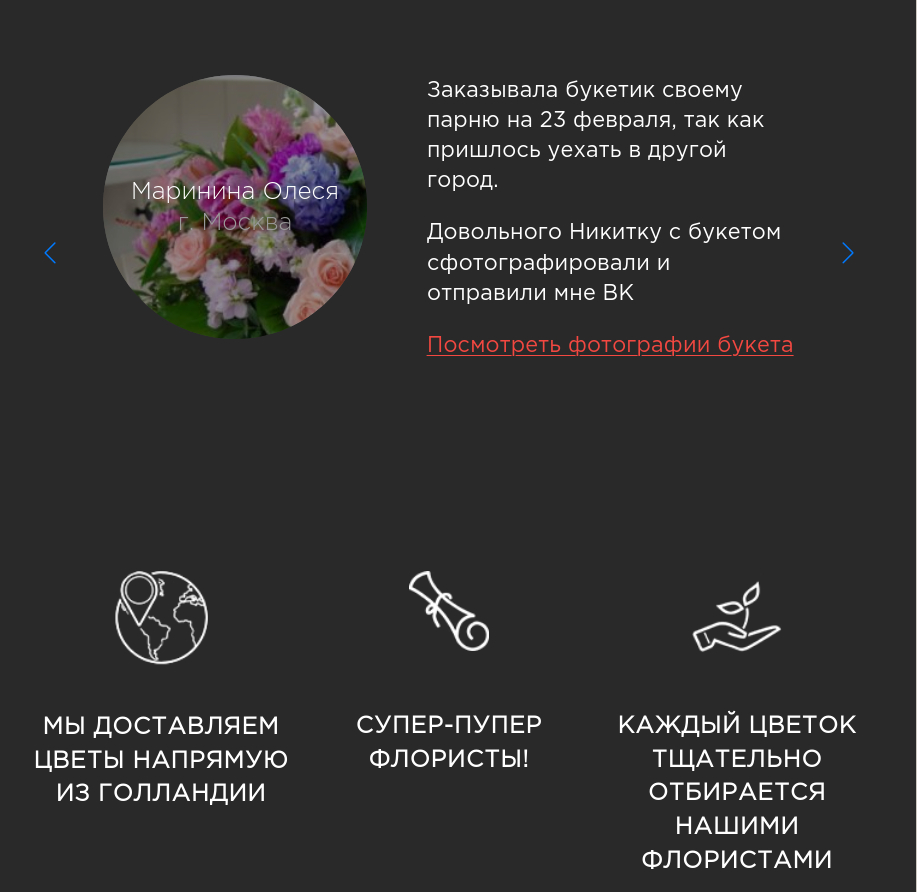 Маринина Олеся
г. Москва
Заказывала букетик своему
парню на 23 февраля, так как
пришлось уехать в другой
город.
Довольного Никитку с букетом
сфотографировали и
отправили мне ВК
Посмотреть фотографии букета
МЫ ДОСТАВЛЯЕМ
ЦВЕТЫ НАПРЯМУЮ
ИЗ ГОЛЛАНДИИ
СУПЕР-ПУПЕР
ФЛОРИСТЫ!
КАЖДЫЙ ЦВЕТОК
ТЩАТЕЛЬНО
ОТБИРАЕТСЯ
НАШИМИ
ФЛОРИСТАМИ